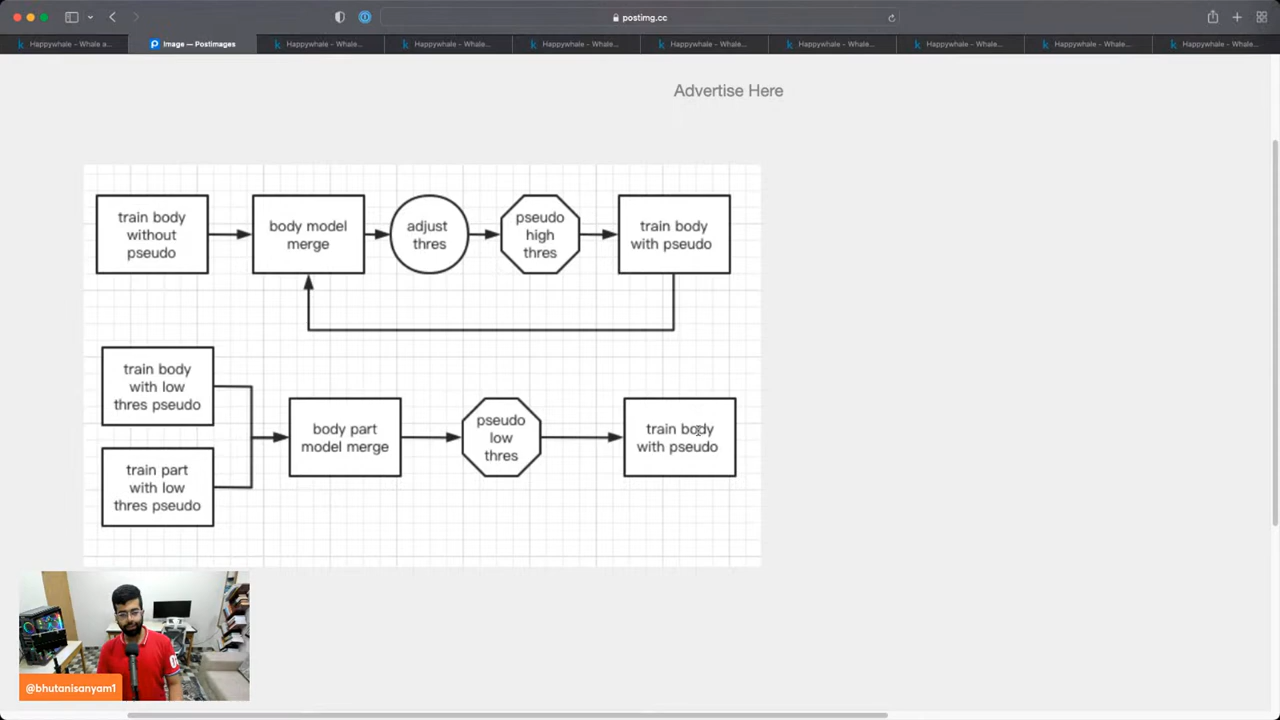 postimg.cc
Happywhale - Whale a...
Image — Postimages
Happywhale - Whale...
Happywhale - Whale...
Happywhale - Whale...
Happywhale - Whale...
Happywhale - Whale...
Happywhale - Whale...
Happywhale - Whale...
Happywhale - Whale...
Advertise Here
train body
without
pseudo
body model
merge
adjust
thres
pseudo
high
thres
train body
with pseudo
train body
with low
thres pseudo
train part
with low
thres pseudo
body part
model merge
pseudo
low
thres
train body
with pseudo
@bhutanisanyam1